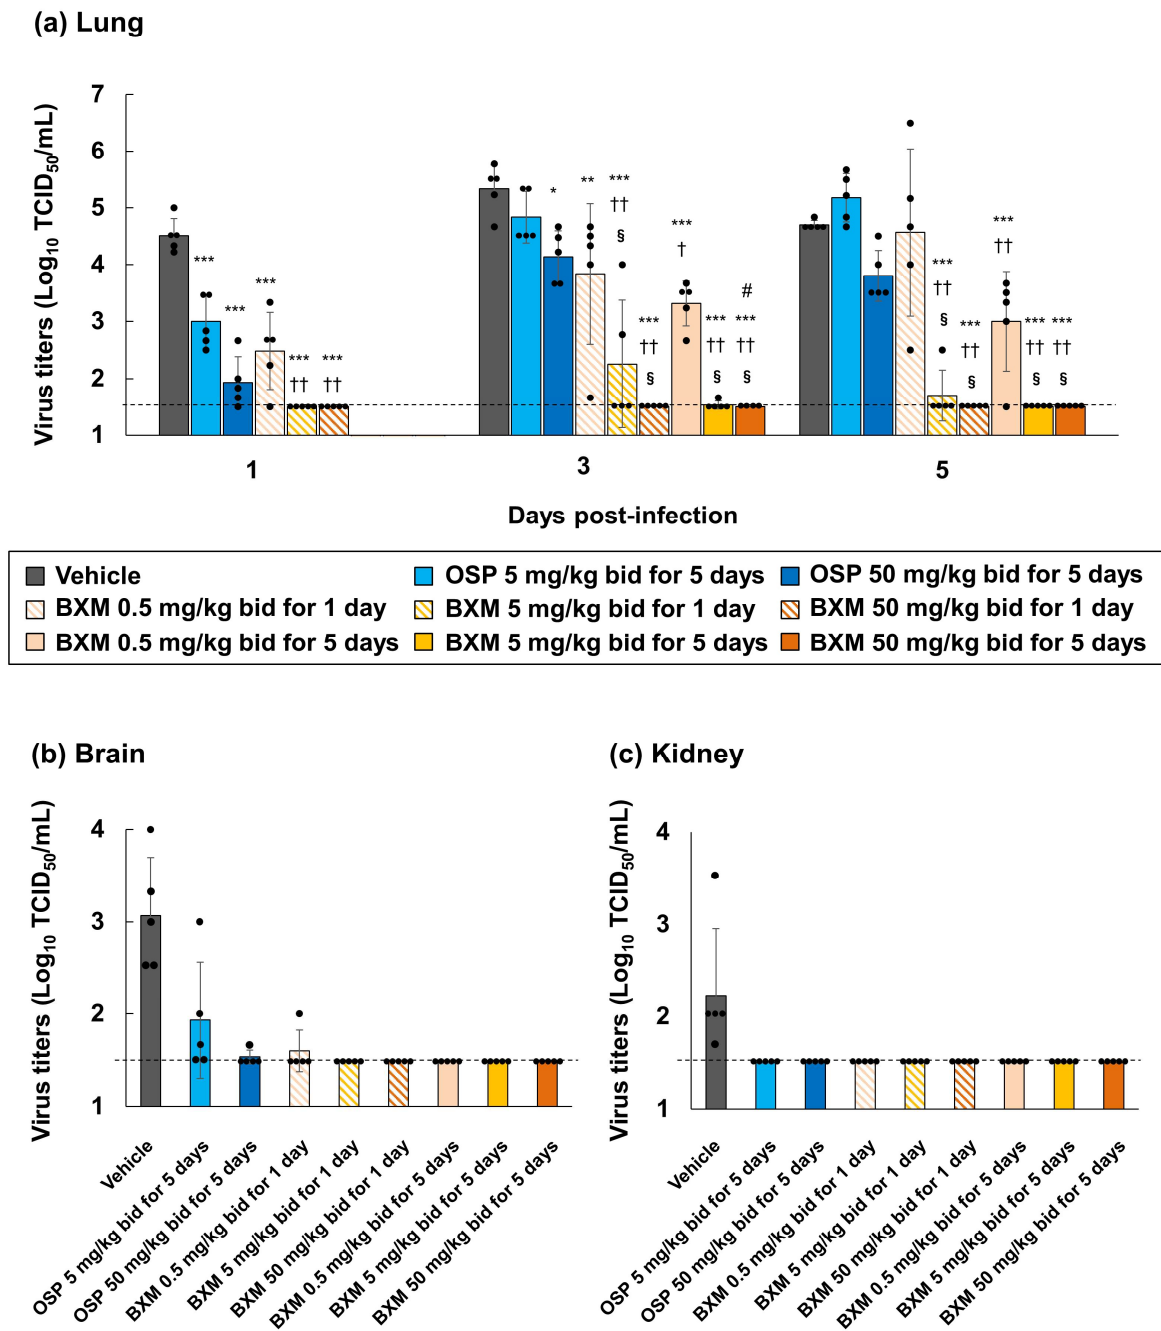 (a) Lung
Virus titers (Log10 TCID50/mL)
7
6
5
4
3
2
1
***
***
***
***
††
***
††
*
**
***
††
§
***
††
§
***
†
***
††
§
#
***
††
§
***
††
§
***
††
§
***
††
***
††
§
***
††
§
1
3
5
Days post-infection
Vehicle
OSP 5 mg/kg bid for 5 days
OSP 50 mg/kg bid for 5 days
BXM 0.5 mg/kg bid for 1 day
BXM 5 mg/kg bid for 1 day
BXM 50 mg/kg bid for 1 day
BXM 0.5 mg/kg bid for 5 days
BXM 5 mg/kg bid for 5 days
BXM 50 mg/kg bid for 5 days
(b) Brain
Virus titers (Log10 TCID50/mL)
4
3
2
1
Vehicle
OSP 5 mg/kg bid for 5 days
OSP 50 mg/kg bid for 5 days
BXM 0.5 mg/kg bid for 1 day
BXM 5 mg/kg bid for 1 day
BXM 50 mg/kg bid for 1 day
BXM 0.5 mg/kg bid for 5 days
BXM 5 mg/kg bid for 5 days
BXM 50 mg/kg bid for 5 days
(c) Kidney
Virus titers (Log10 TCID50/mL)
4
3
2
1
Vehicle
OSP 5 mg/kg bid for 5 days
OSP 50 mg/kg bid for 5 days
BXM 0.5 mg/kg bid for 1 day
BXM 5 mg/kg bid for 1 day
BXM 50 mg/kg bid for 1 day
BXM 0.5 mg/kg bid for 5 days
BXM 5 mg/kg bid for 5 days
BXM 50 mg/kg bid for 5 days